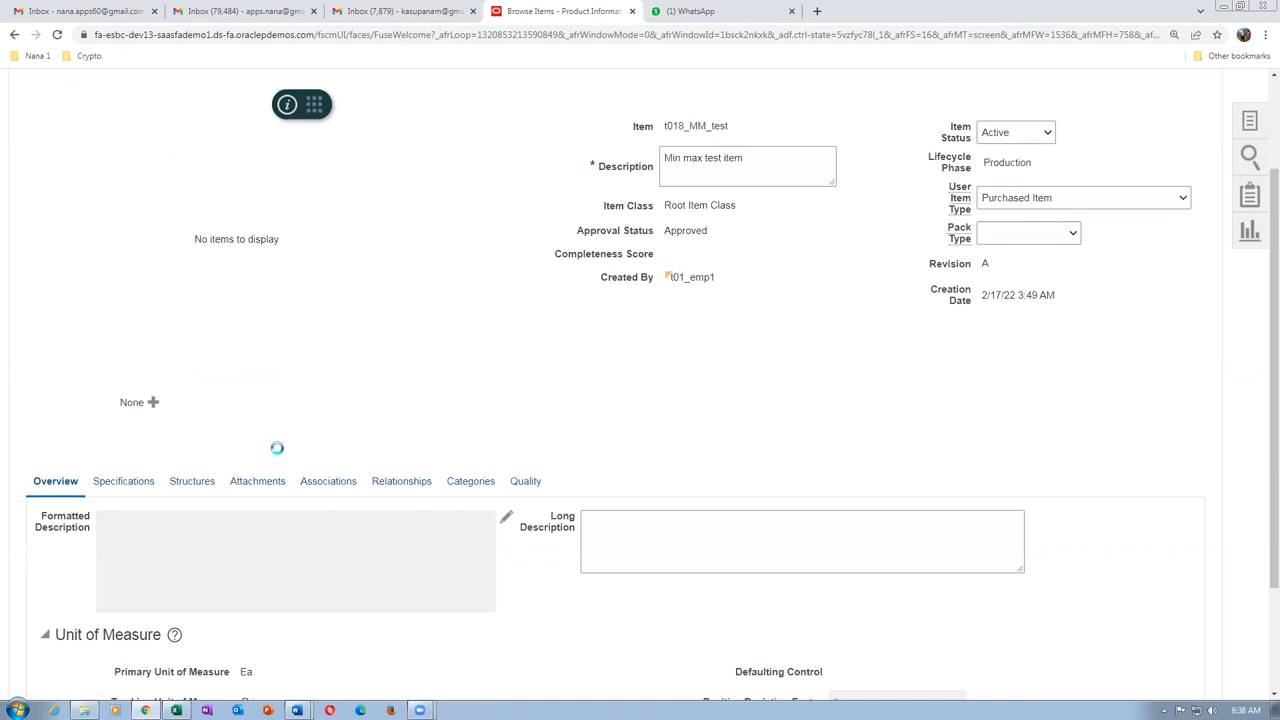 Inbox - nana.apps60@gmail.com
Inbox (79,484) - apps.nana@gma
Inbox (7,879) - kasupanam@gma
Browse Items - Product Informat
(1) WhatsApp
fa-esbc-dev13-saasfademo1.ds-fa.oraclepdemos.com/fscmUI/faces/FuseWelcome?_afrLoop=1320853213590849&_afrWindowMode=0&_afrWindowId=1bsck2nkxk&_adf.ctrl-state=5vzfyc78l_1&_afrFS=16&_afrMT=screen&_afrMFW=1536&_afrMFH=758&_a...
Nana 1
Crypto
Other bookmarks
Item t018_MM_test
Item Status Active
* Description Min max test item
Lifecycle Phase Production
User Item Type Purchased Item
Item Class Root Item Class
Approval Status Approved
Pack Type
No items to display
Completeness Score
Revision A
Created By t01_emp1
Creation Date 2/17/22 3:49 AM
None
Overview Specifications Structures Attachments Associations Relationships Categories Quality
Formatted Description
Long Description
Unit of Measure
Primary Unit of Measure Ea
Defaulting Control
8:38 AM